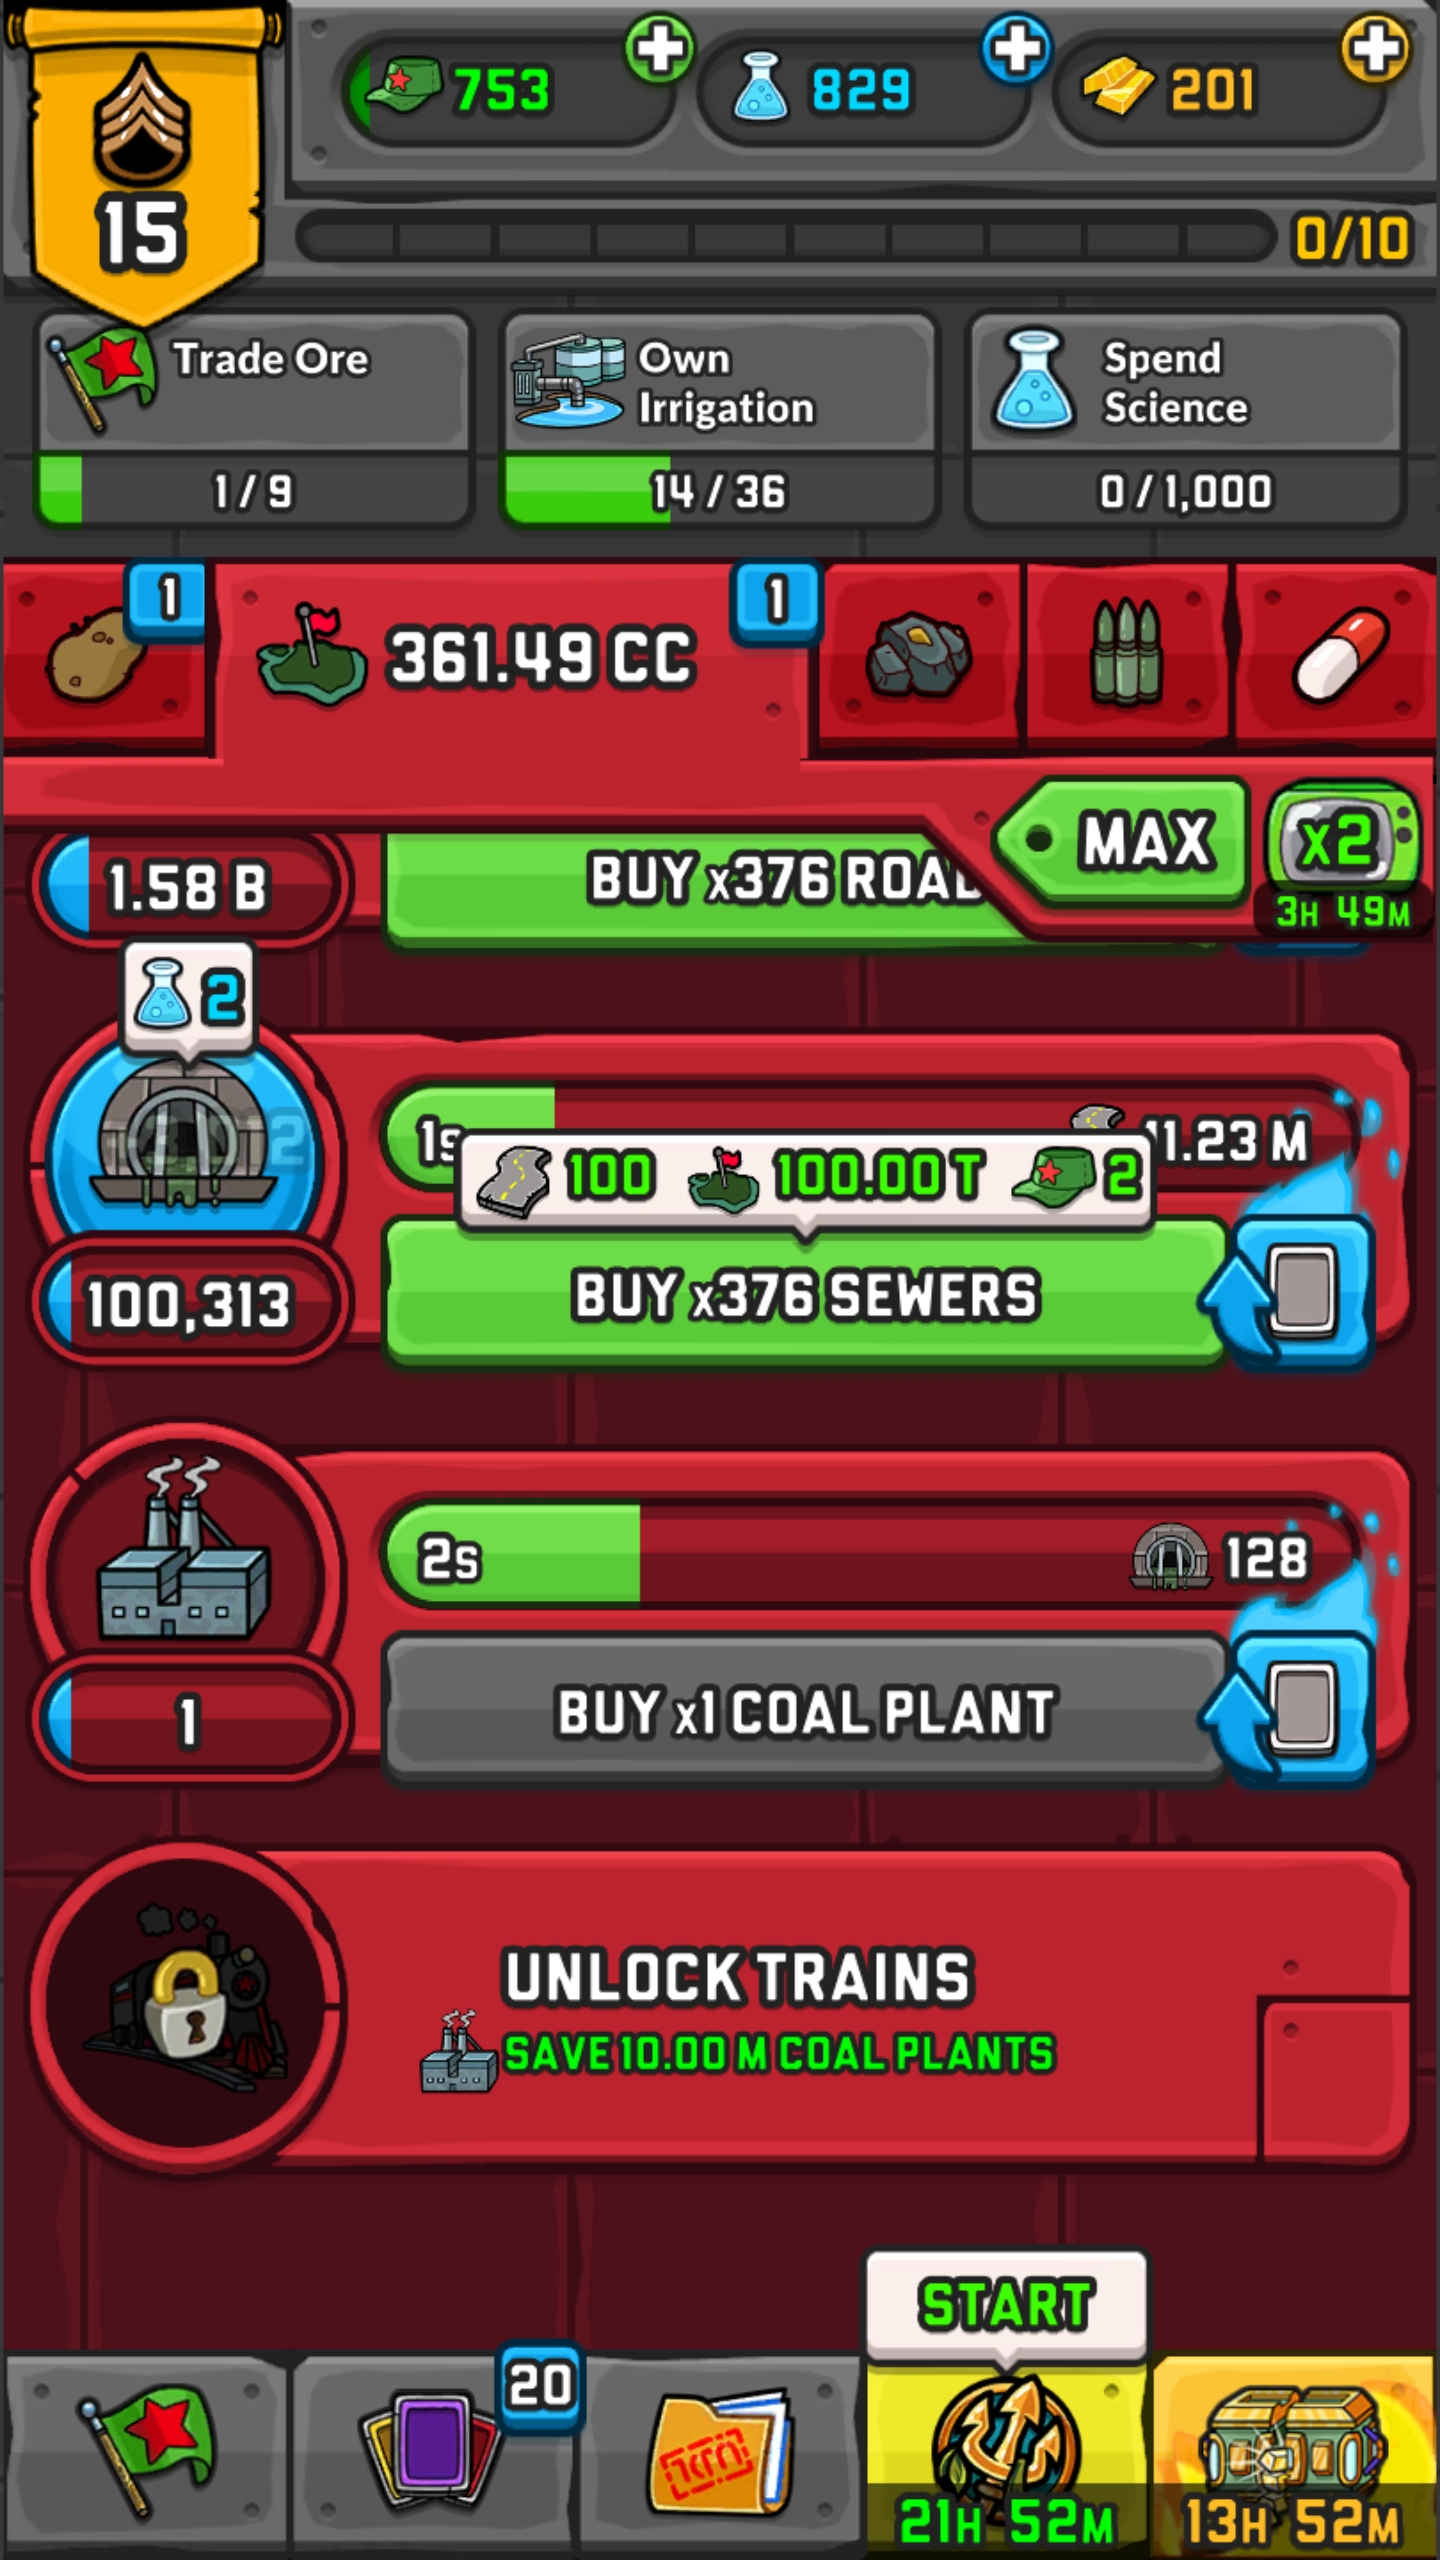 753
829
201
15
0/10
Trade Ore
1 / 9
Own
Irrigation
14 / 36
Spend
Science
0 / 1,000
1
361.49 CC
1
MAX
x2
3H 49M
1.58 B
BUY x376 ROAD
2
1s
11.23 M
100
100.00 T
2
100,313
BUY x376 SEWERS
2s
128
1
BUY x1 COAL PLANT
UNLOCK TRAINS
SAVE 10.00 M COAL PLANTS
START
20
21H 52M
13H 52M